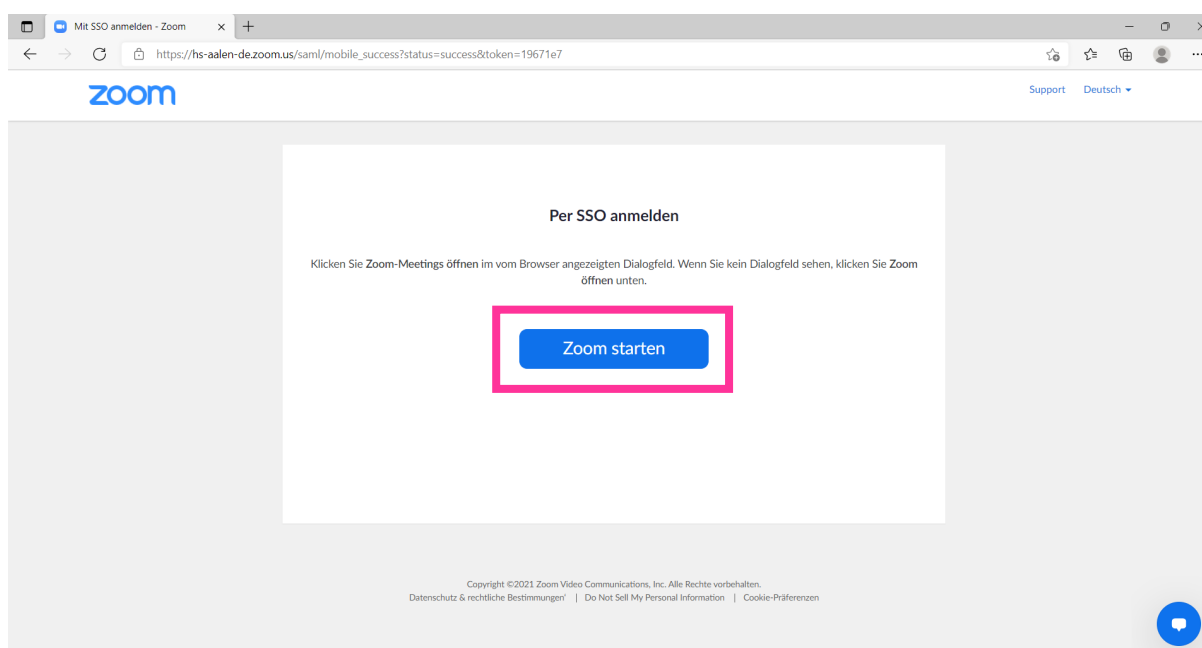 Mit SSO anmelden - Zoom
https://hs-aalen-de.zoom.us/saml/mobile_success?status=success&token=19671e7
zoom
Support Deutsch
Per SSO anmelden
Klicken Sie Zoom-Meetings öffnen im vom Browser angezeigten Dialogfeld. Wenn Sie kein Dialogfeld sehen, klicken Sie Zoom
öffnen unten.
Zoom starten
Copyright ©2021 Zoom Video Communications, Inc. Alle Rechte vorbehalten.
Datenschutz & rechtliche Bestimmungen' | Do Not Sell My Personal Information | Cookie-Präferenzen